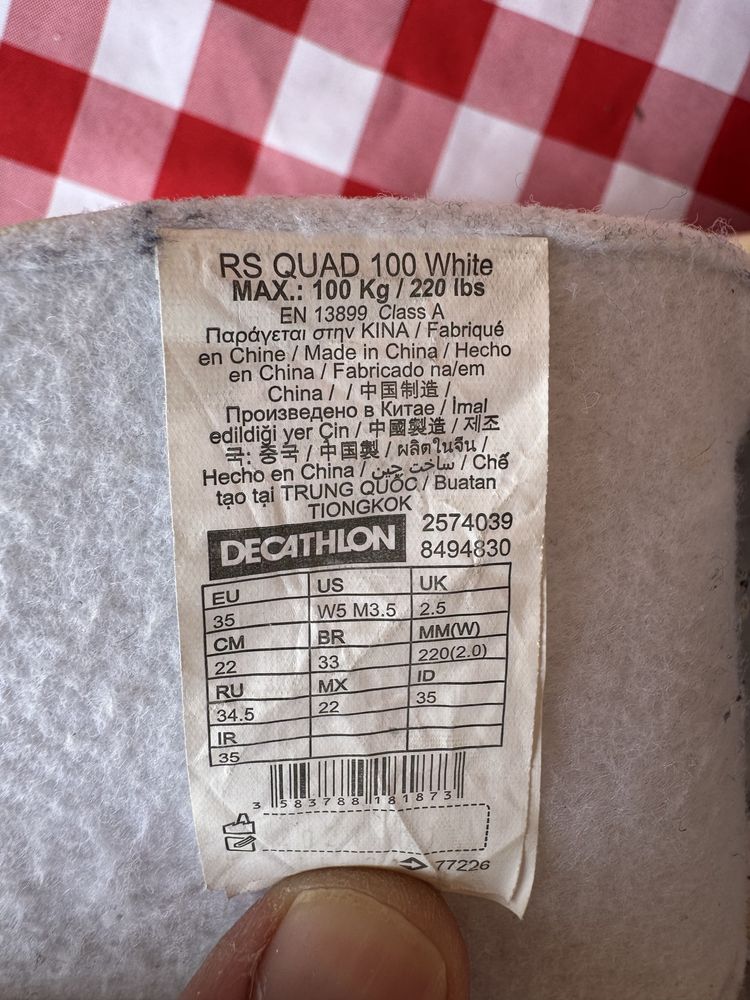 RS QUAD 100 White
MAX.: 100 Kg / 220 lbs
EN 13899 Class A
Παράγεται στην ΚΙΝΑ / Fabriqué
en Chine / Made in China / Hecho
en China / Fabricado na/em
China / / 中国制造 /
Произведено в Китае / İmal
edildiği yer Çin / 中國製造 / 제조
국: 중국 / 中国製 / ผลิตในจีน /
Hecho en China / ساخت چین / Chế
tạo tại TRUNG QUỐC / Buatan
TIONGKOK
DECATHLON 2574039
8494830
EU US UK
35 W5 M3.5 2.5
CM BR MM(W)
22 33 220(2.0)
RU MX ID
34.5 22 35
IR
35
3 583788 181873
77226